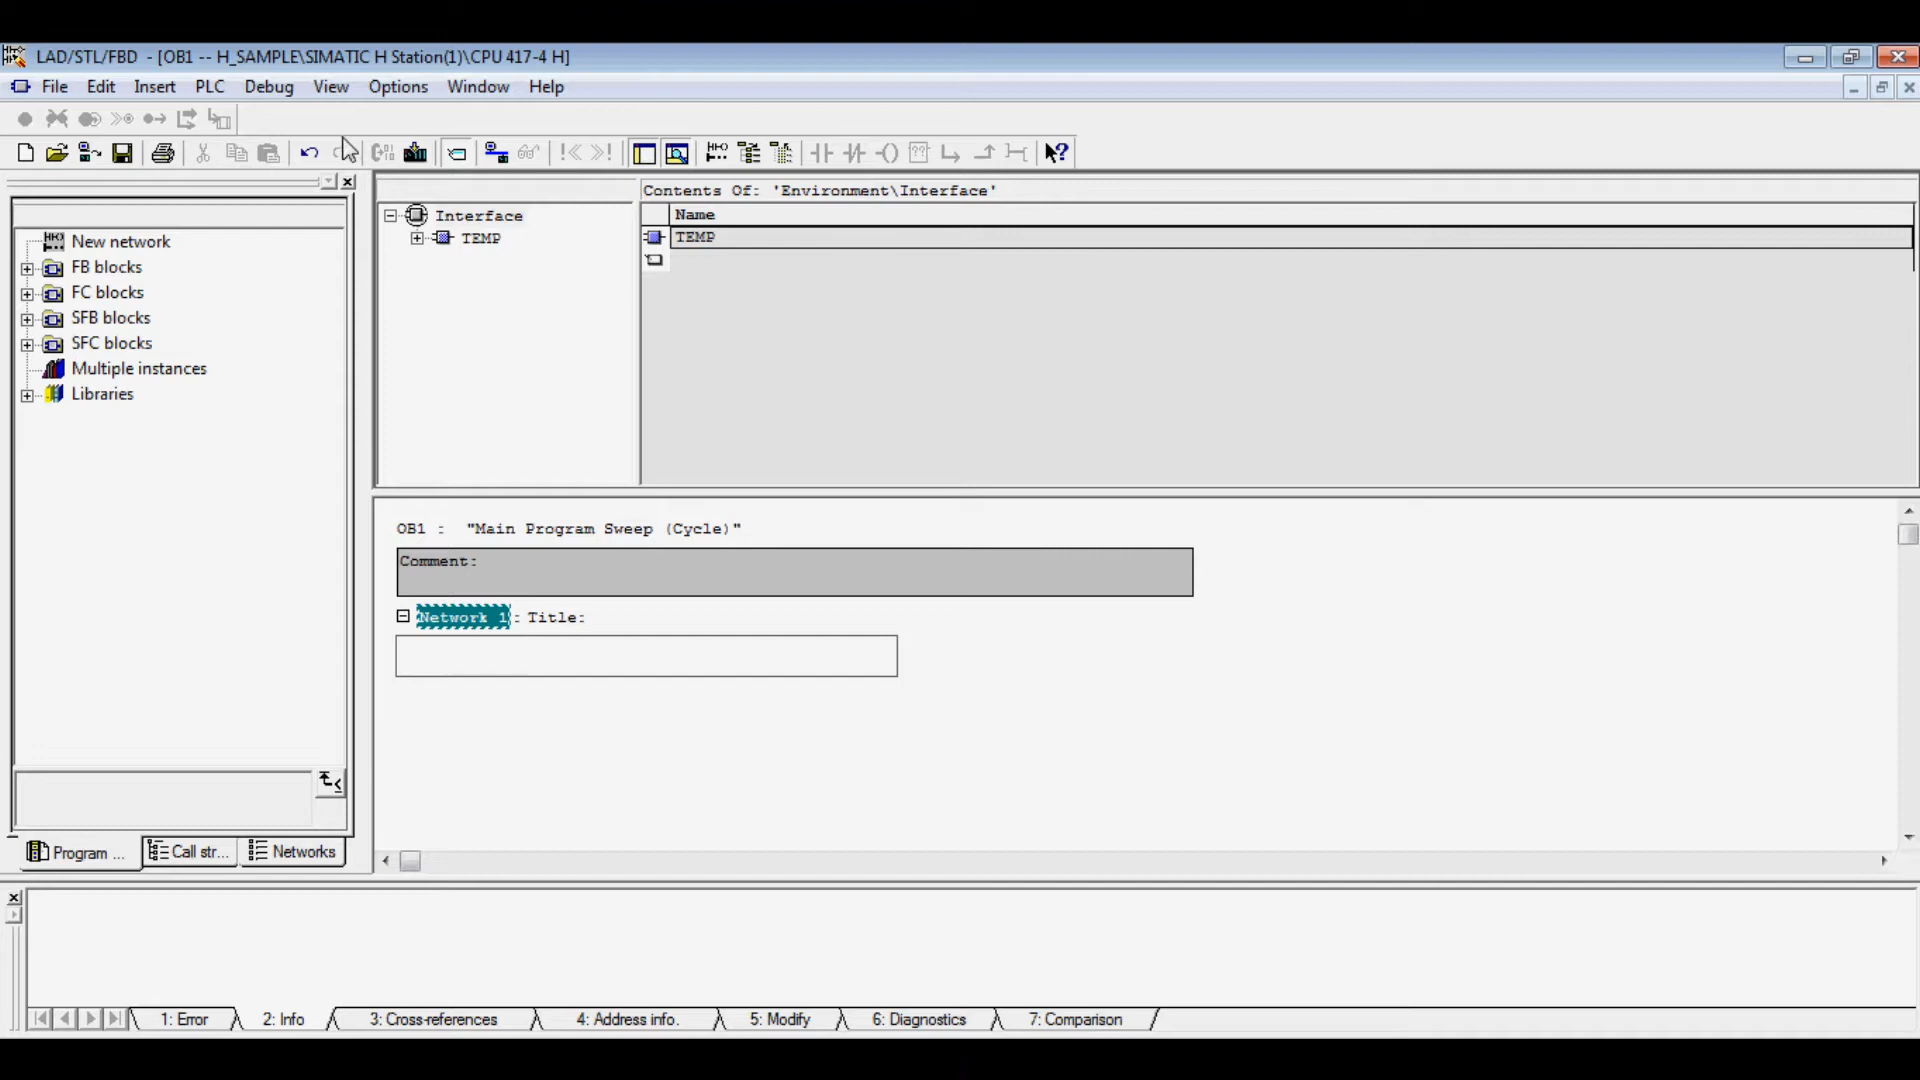 LAD/STL/FBD - [OB1 -- H_SAMPLE\SIMATIC H Station(1)\CPU 417-4 H]
File Edit Insert PLC Debug View Options Window Help
Contents Of: 'Environment\Interface'
Name
Interface
TEMP
TEMP
New network
FB blocks
FC blocks
SFB blocks
SFC blocks
Multiple instances
Libraries
Program ... Call str... Networks
OB1 : "Main Program Sweep (Cycle)"
Comment:
Network 1: Title:
1: Error 2: Info 3: Cross-references 4: Address info. 5: Modify 6: Diagnostics 7: Comparison